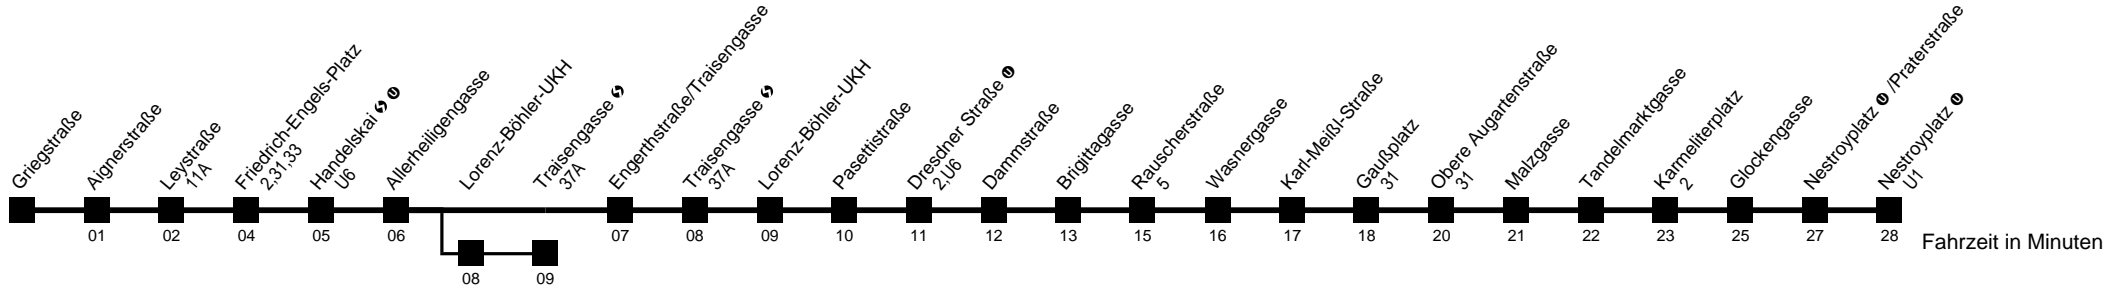 Griegstraße
Aignerstraße
Leystraße
11A
Friedrich-Engels-Platz
2,31,33
Handelskai S U
U6
Allerheiligengasse
Lorenz-Böhler-UKH
Traisengasse S
37A
Engerthstraße/Traisengasse
Traisengasse S
37A
Lorenz-Böhler-UKH
Pasettistraße
Dresdner Straße U
2,U6
Dammstraße
Brigittagasse
Rauscherstraße
5
Wasnergasse
Karl-Meißl-Straße
Gaußplatz
31
Obere Augartenstraße
31
Malzgasse
Tandelmarktgasse
Karmeliterplatz
2
Glockengasse
Nestroyplatz U /Praterstraße
Nestroyplatz U
U1
01 02 04 05 06 07 08 09 10 11 12 13 15 16 17 18 20 21 22 23 25 27 28 Fahrzeit in Minuten
08 09